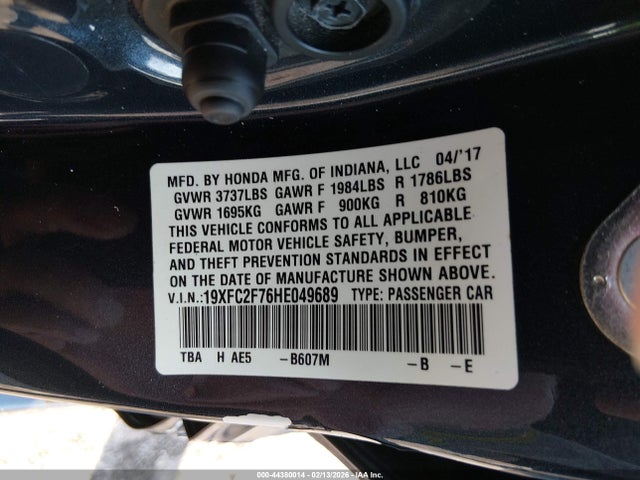 MFD. BY HONDA MFG. OF INDIANA, LLC 04/'17
GVWR 3737LBS GAWR F 1984LBS R 1786LBS
GVWR 1695KG GAWR F 900KG R 810KG
THIS VEHICLE CONFORMS TO ALL APPLICABLE
FEDERAL MOTOR VEHICLE SAFETY, BUMPER,
AND THEFT PREVENTION STANDARDS IN EFFECT
ON THE DATE OF MANUFACTURE SHOWN ABOVE.
V.I.N.:19XFC2F76HE049689 TYPE: PASSENGER CAR
TBA H AE5 -B607M -B -E
000-44380014 - 02/13/2026 - IAA Inc.